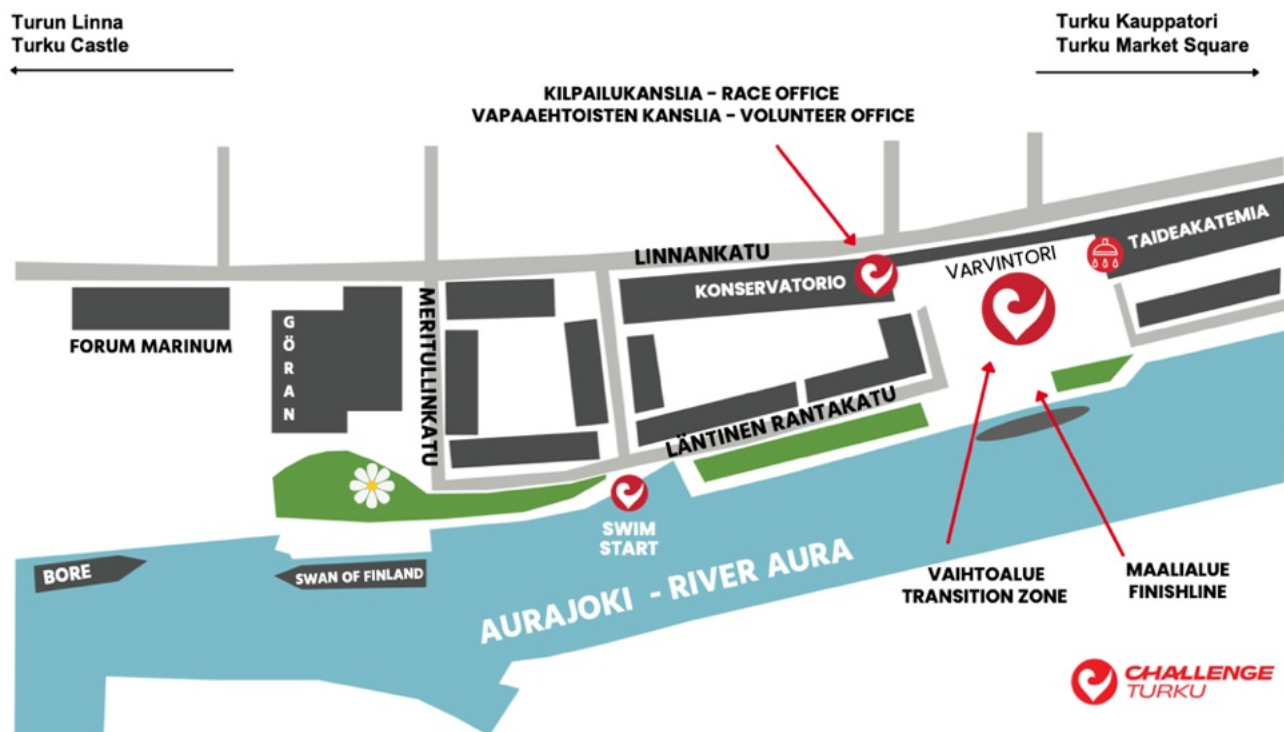 Turun Linna
Turku Castle
Turku Kauppatori
Turku Market Square
KILPAILUKANSLIA – RACE OFFICE
VAPAAEHTOISTEN KANSLIA – VOLUNTEER OFFICE
LINNANKATU
TAIDEAKATEMIA
VARVINTORI
KONSERVATORIO
FORUM MARINUM
GÖRAN
MERITULLINKATU
LÄNTINEN RANTAKATU
SWIM
START
BORE
SWAN OF FINLAND
AURAJOKI - RIVER AURA
VAIHTOALUE
TRANSITION ZONE
MAALIALUE
FINISHLINE
CHALLENGE
TURKU